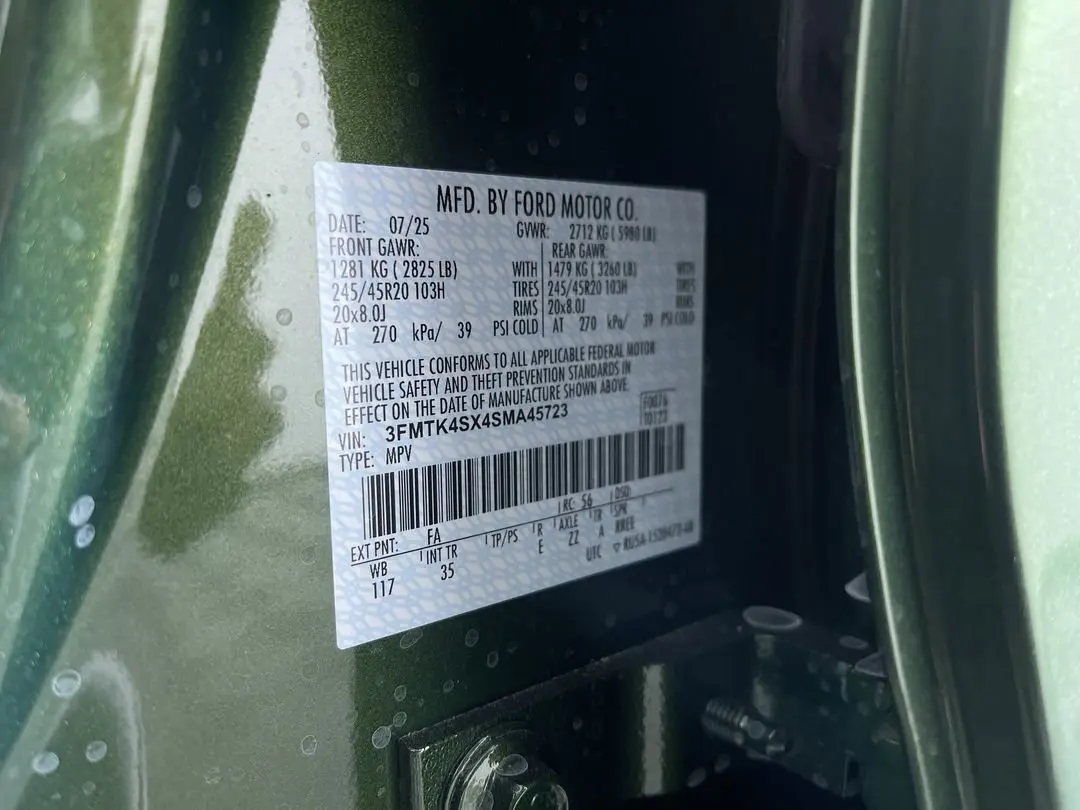 MFD. BY FORD MOTOR CO.
DATE: 07/25 GVWR: 2712 KG ( 5980 LB)
FRONT GAWR: REAR GAWR:
1281 KG ( 2825 LB) WITH 1479 KG ( 3260 LB) WITH
245/45R20 103H TIRES 245/45R20 103H TIRES
20x8.0J RIMS 20x8.0J RIMS
AT 270 kPa/ 39 PSI COLD AT 270 kPa/ 39 PSI COLD
THIS VEHICLE CONFORMS TO ALL APPLICABLE FEDERAL MOTOR
VEHICLE SAFETY AND THEFT PREVENTION STANDARDS IN
EFFECT ON THE DATE OF MANUFACTURE SHOWN ABOVE.
VIN: 3FMTK4SX4SMA45723
TYPE: MPV
EXT PNT: FA RC: 56 DSO:
WB INT TR TP/PS R AXLE TR SPR
117 35 E ZZ A RREE
UTC